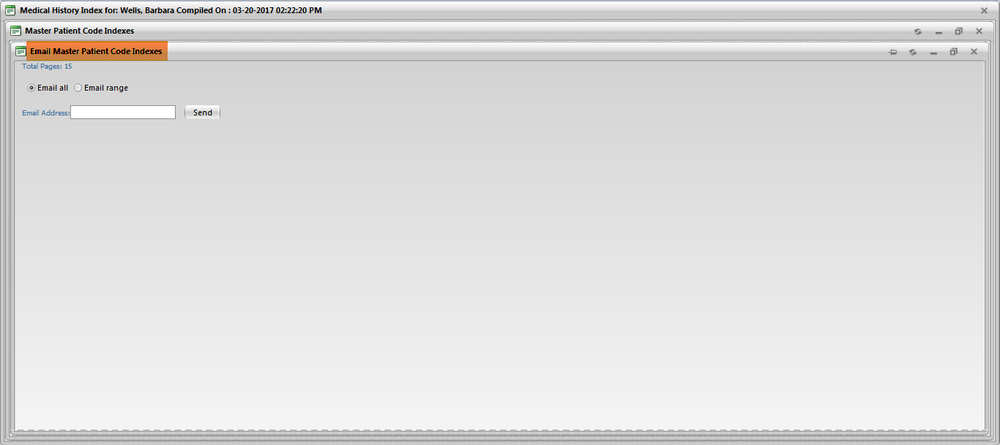 Medical History Index for: Wells, Barbara Compiled On : 03-20-2017 02:22:20 PM
Master Patient Code Indexes
Email Master Patient Code Indexes
Total Pages: 15
Email all Email range
Email Address: Send